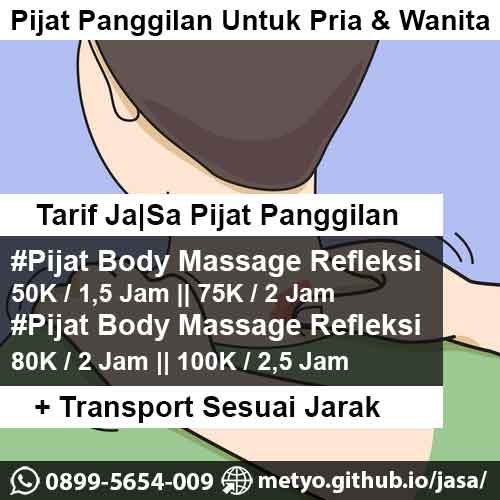 Pijat Panggilan Untuk Pria & Wanita
Tarif Ja|Sa Pijat Panggilan
#Pijat Body Massage Refleksi
50K / 1,5 Jam || 75K / 2 Jam
#Pijat Body Massage Refleksi
80K / 2 Jam || 100K / 2,5 Jam
+ Transport Sesuai Jarak
0899-5654-009 metyo.github.io/jasa/